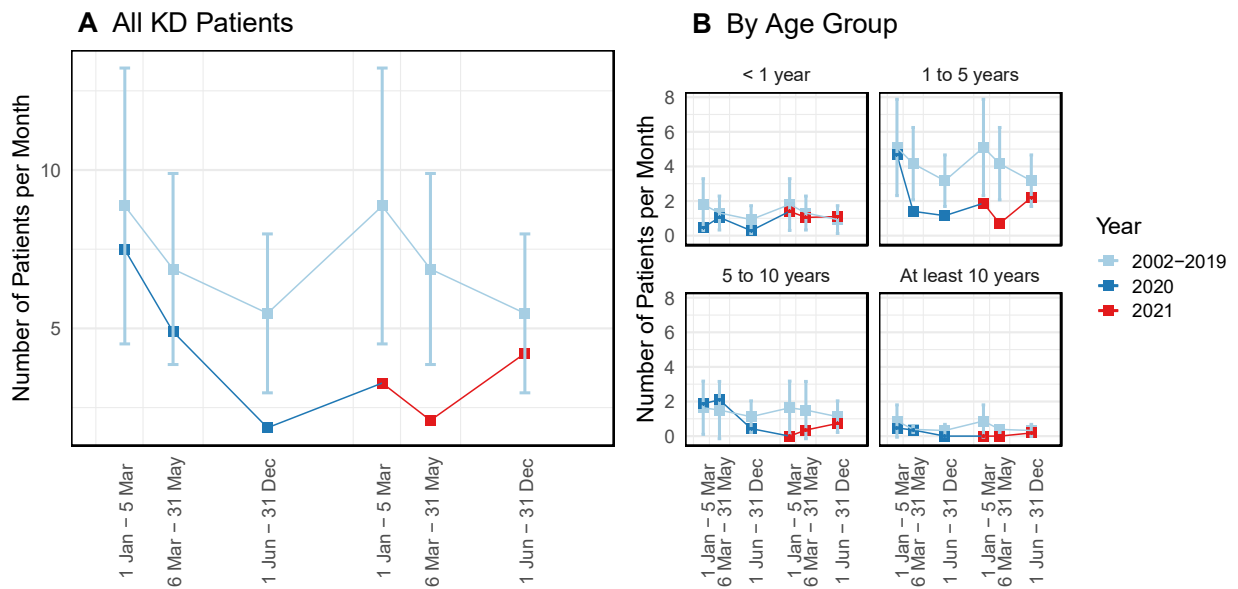 A All KD Patients
Number of Patients per Month
10
5
1 Jan − 5 Mar
6 Mar − 31 May
1 Jun − 31 Dec
1 Jan − 5 Mar
6 Mar − 31 May
1 Jun − 31 Dec
B By Age Group
Number of Patients per Month
< 1 year
1 to 5 years
8
6
4
2
0
5 to 10 years
At least 10 years
8
6
4
2
0
1 Jan − 5 Mar
6 Mar − 31 May
1 Jun − 31 Dec
1 Jan − 5 Mar
6 Mar − 31 May
1 Jun − 31 Dec
1 Jan − 5 Mar
6 Mar − 31 May
1 Jun − 31 Dec
1 Jan − 5 Mar
6 Mar − 31 May
1 Jun − 31 Dec
Year
2002−2019
2020
2021